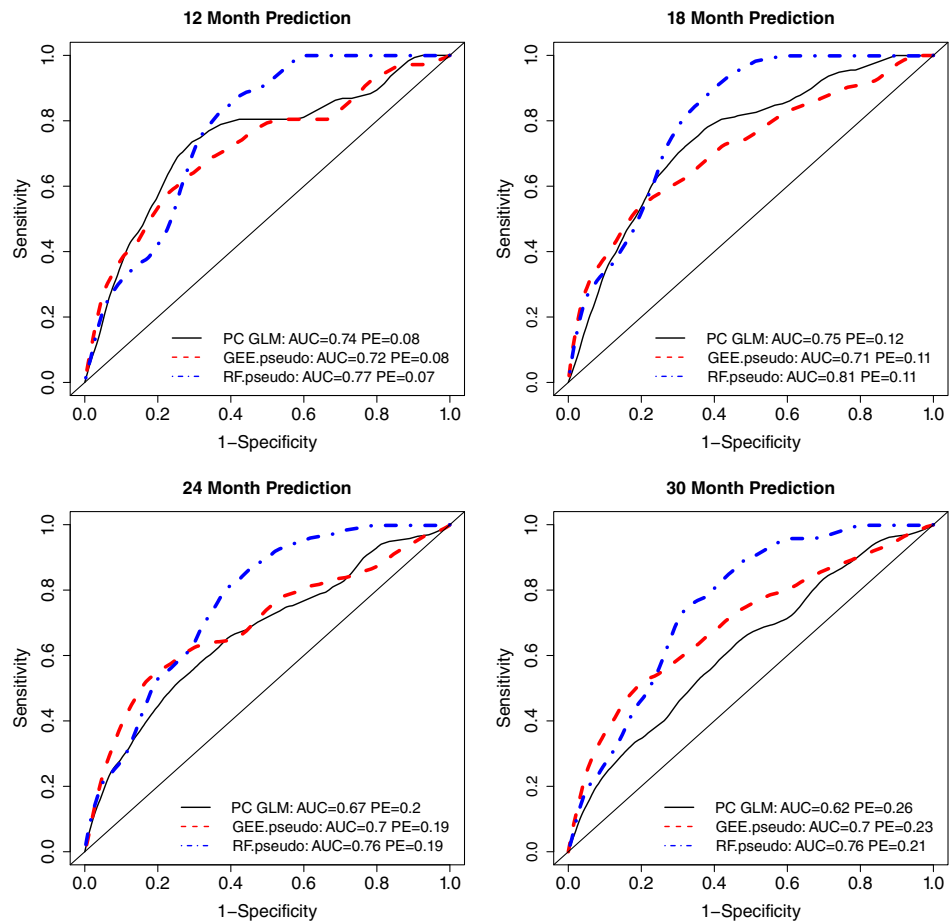 12 Month Prediction
Sensitivity
0.0 0.2 0.4 0.6 0.8 1.0
PC GLM: AUC=0.74 PE=0.08
GEE.pseudo: AUC=0.72 PE=0.08
RF.pseudo: AUC=0.77 PE=0.07
0.0 0.2 0.4 0.6 0.8 1.0
1−Specificity
18 Month Prediction
Sensitivity
0.0 0.2 0.4 0.6 0.8 1.0
PC GLM: AUC=0.75 PE=0.12
GEE.pseudo: AUC=0.71 PE=0.11
RF.pseudo: AUC=0.81 PE=0.11
0.0 0.2 0.4 0.6 0.8 1.0
1−Specificity
24 Month Prediction
Sensitivity
0.0 0.2 0.4 0.6 0.8 1.0
PC GLM: AUC=0.67 PE=0.2
GEE.pseudo: AUC=0.7 PE=0.19
RF.pseudo: AUC=0.76 PE=0.19
0.0 0.2 0.4 0.6 0.8 1.0
1−Specificity
30 Month Prediction
Sensitivity
0.0 0.2 0.4 0.6 0.8 1.0
PC GLM: AUC=0.62 PE=0.26
GEE.pseudo: AUC=0.7 PE=0.23
RF.pseudo: AUC=0.76 PE=0.21
0.0 0.2 0.4 0.6 0.8 1.0
1−Specificity